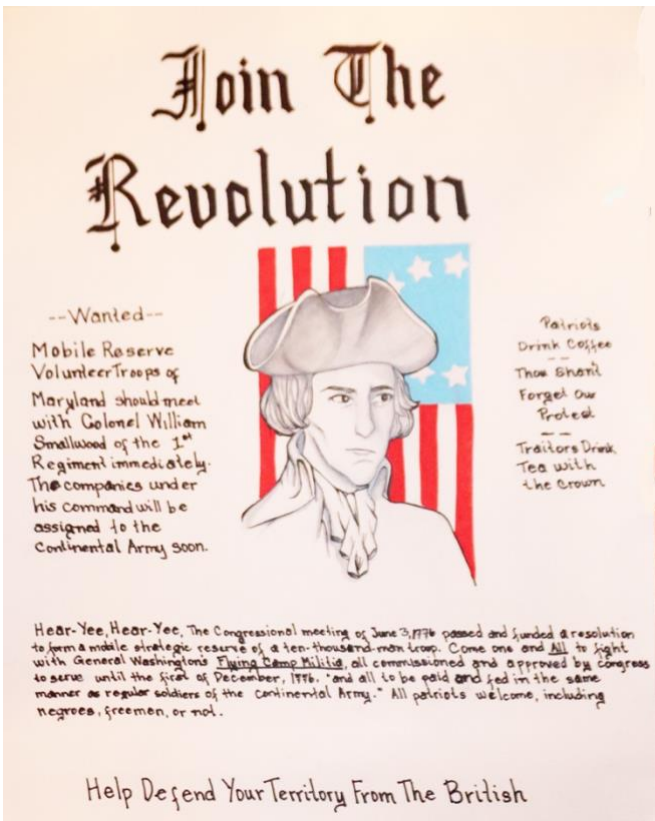 Join The
Revolution
--Wanted--
Mobile Reserve
Volunteer Troops of
Maryland should meet
with Colonel William
Smallwood of the 1st
Regiment immediately.
The companies under
his command will be
assigned to the
Continental Army soon.
Patriots
Drink Coffee
--
Thou Shan't
Forget Our
Protest
--
Traitors Drink
Tea with
the Crown
Hear-Yee, Hear-Yee, The Congressional meeting of June 3, 1776 passed and funded a resolution
to form a mobile strategic reserve of a ten-thousand-man troop. Come one and All to fight
with General Washington's Flying Camp Militia, all commissioned and approved by congress
to serve until the first of December, 1776. "and all to be paid and fed in the same
manner as regular soldiers of the Continental Army." All patriots welcome, including
negroes, freemen, or not.
Help Defend Your Territory From The British